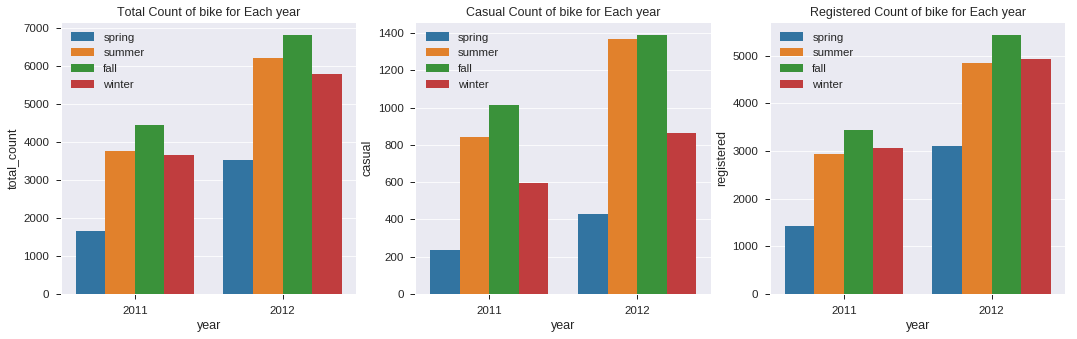 Total Count of bike for Each year
spring
summer
fall
winter
7000
6000
5000
4000
3000
2000
1000
0
total_count
2011
2012
year
Casual Count of bike for Each year
spring
summer
fall
winter
1400
1200
1000
800
600
400
200
0
casual
2011
2012
year
Registered Count of bike for Each year
spring
summer
fall
winter
5000
4000
3000
2000
1000
0
registered
2011
2012
year